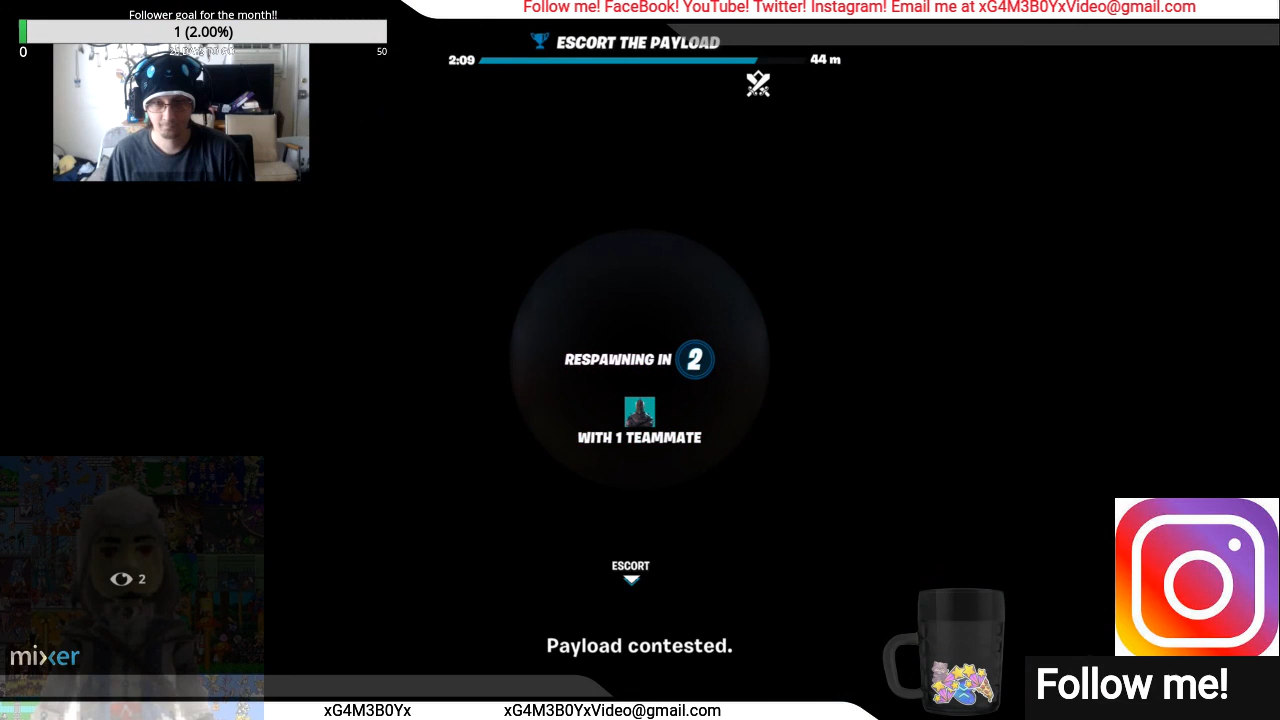 Follow me! FaceBook! YouTube! Twitter! Instagram! Email me at xG4M3B0YxVideo@gmail.com
Follower goal for the month!!
1 (2.00%)
0
50
ESCORT THE PAYLOAD
2:09
44 m
RESPAWNING IN 2
WITH 1 TEAMMATE
ESCORT
2
Payload contested.
mixer
Follow me!
xG4M3B0Yx
xG4M3B0YxVideo@gmail.com